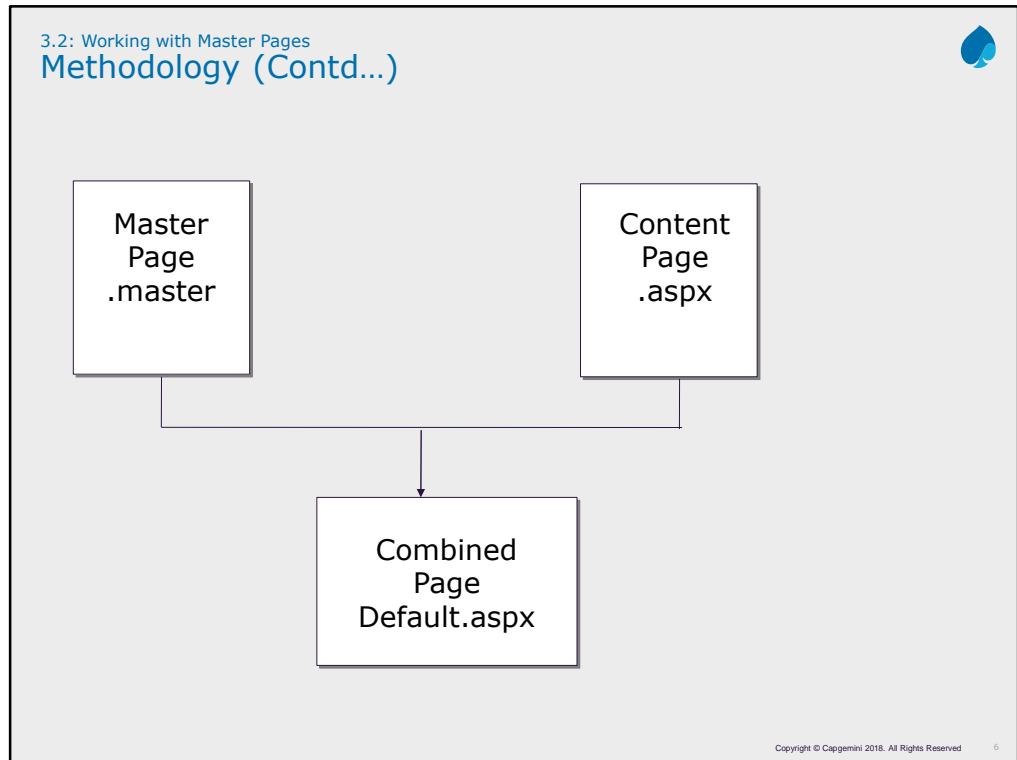 3.2: Working with Master Pages
Methodology (Contd...)
Master
Page
.master
Content
Page
.aspx
Combined
Page
Default.aspx
Copyright © Capgemini 2018. All Rights Reserved 6